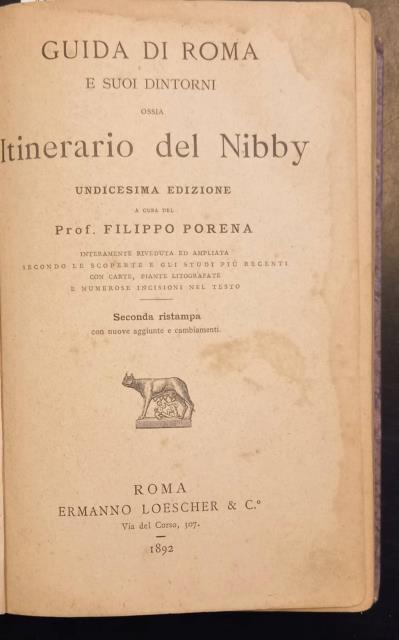 GUIDA DI ROMA
E SUOI DINTORNI
OSSIA
Itinerario del Nibby
UNDICESIMA EDIZIONE
A CURA DEL
Prof. FILIPPO PORENA
INTERAMENTE RIVEDUTA ED AMPLIATA
SECONDO LE SCOPERTE E GLI STUDI PIÙ RECENTI
CON CARTE, PIANTE LITOGRAFATE
E NUMEROSE INCISIONI NEL TESTO
Seconda ristampa
con nuove aggiunte e cambiamenti.
ROMA
ERMANNO LOESCHER & C.º
Via del Corso, 307.
1892